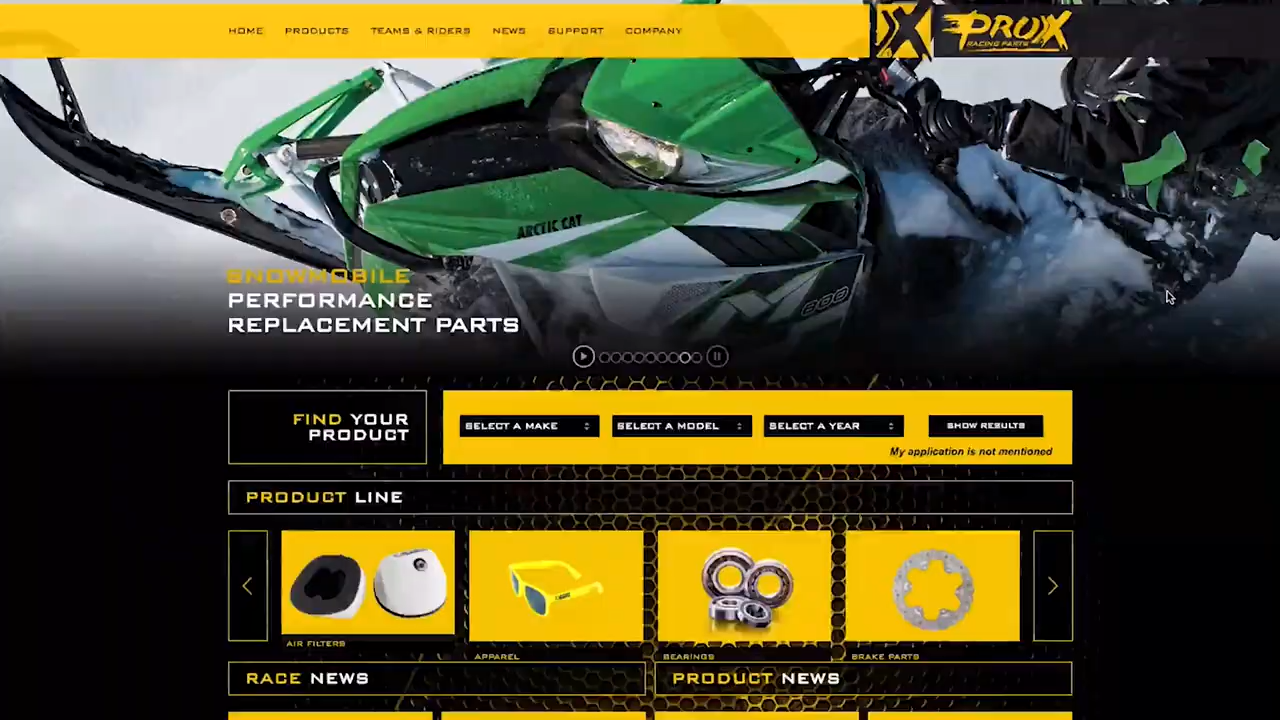 HOME PRODUCTS TEAMS & RIDERS NEWS SUPPORT COMPANY
PROX
RACING PARTS
ARCTIC CAT
800
SNOWMOBILE
PERFORMANCE
REPLACEMENT PARTS
FIND YOUR
PRODUCT
SELECT A MAKE SELECT A MODEL SELECT A YEAR SHOW RESULTS
My application is not mentioned
PRODUCT LINE
AIR FILTERS
APPAREL BEARINGS BRAKE PARTS
RACE NEWS PRODUCT NEWS